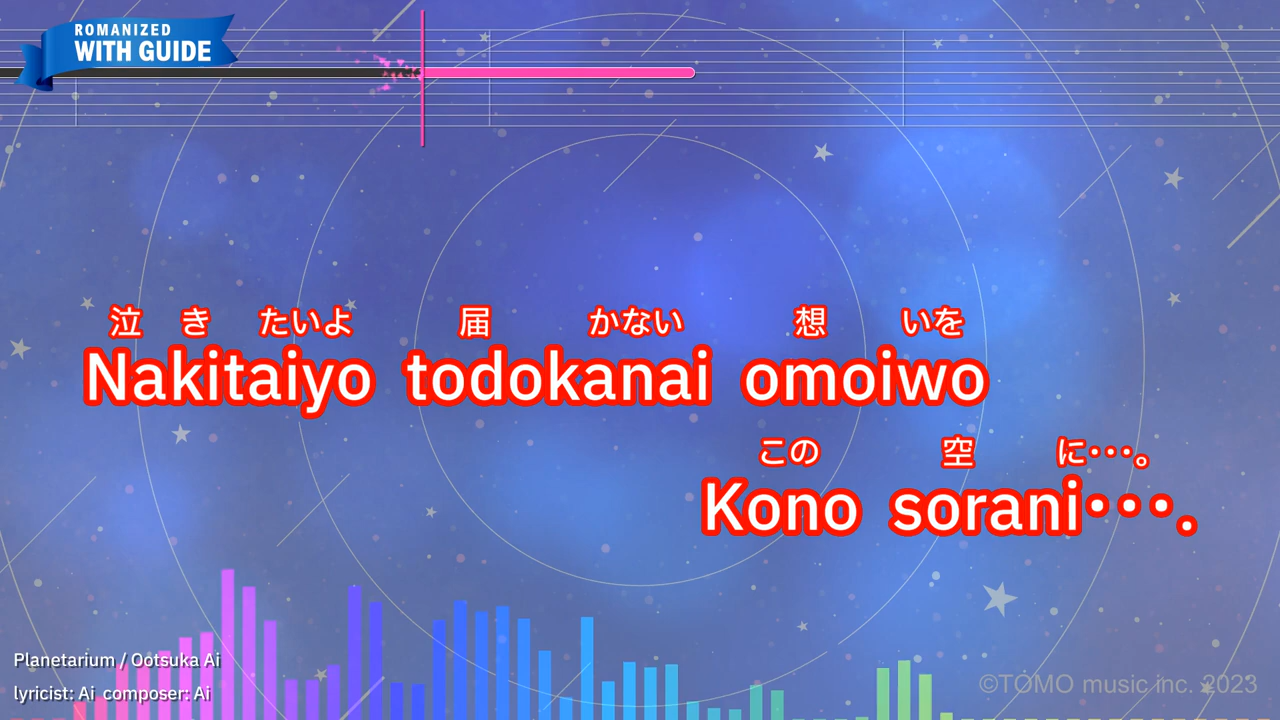 ROMANIZED
WITH GUIDE
泣 き たいよ 届 かない 想 いを
Nakitaiyo todokanai omoiwo
この 空 に・・・。
Kono sorani・・・.
Planetarium / Ootsuka Ai
lyricist: Ai composer: Ai
©TOMO music inc. 2023